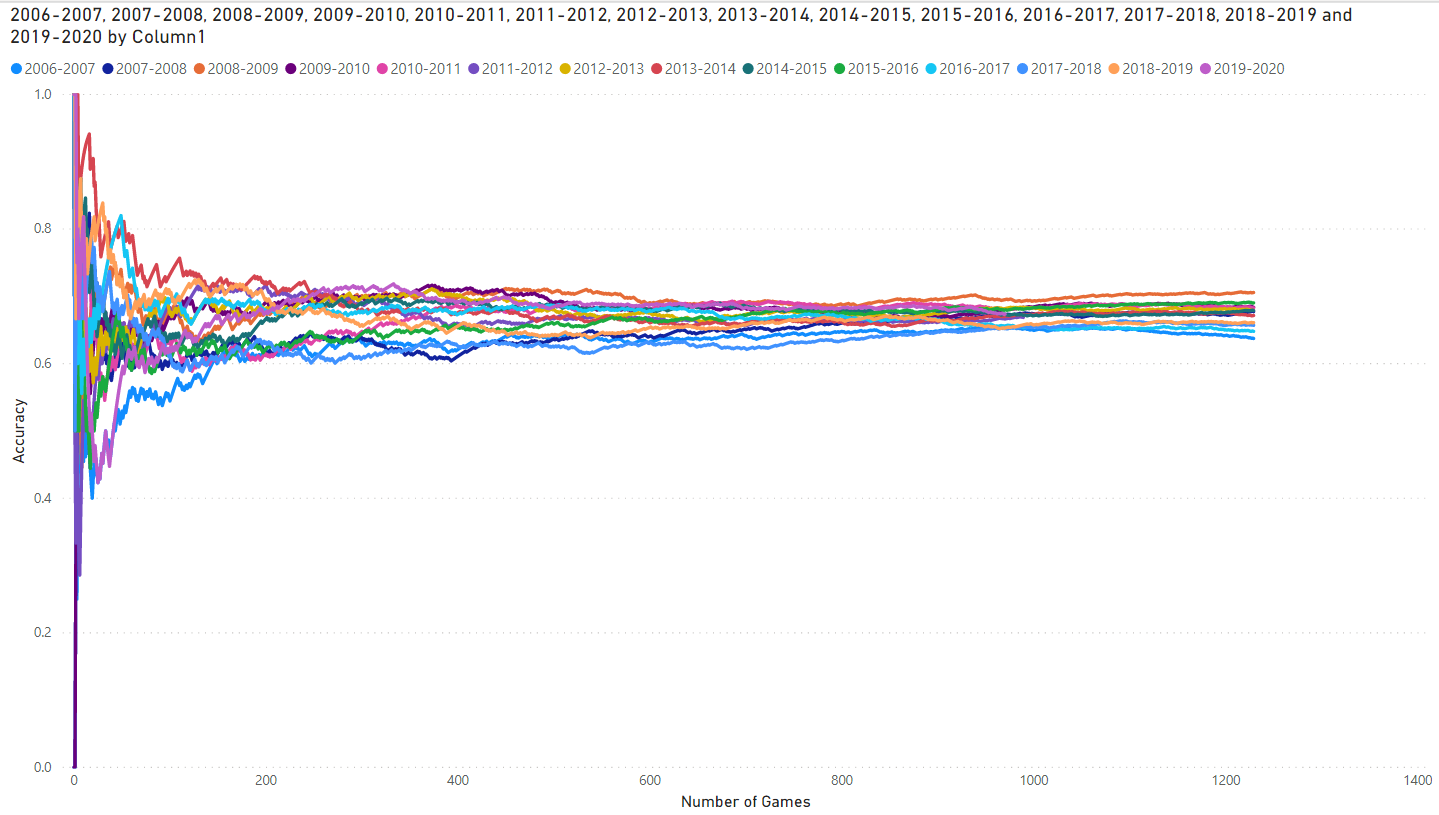 2006-2007, 2007-2008, 2008-2009, 2009-2010, 2010-2011, 2011-2012, 2012-2013, 2013-2014, 2014-2015, 2015-2016, 2016-2017, 2017-2018, 2018-2019 and
2019-2020 by Column1
2006-2007 2007-2008 2008-2009 2009-2010 2010-2011 2011-2012 2012-2013 2013-2014 2014-2015 2015-2016 2016-2017 2017-2018 2018-2019 2019-2020
1.0
0.8
0.6
0.4
0.2
0.0
Accuracy
0 200 400 600 800 1000 1200 1400
Number of Games